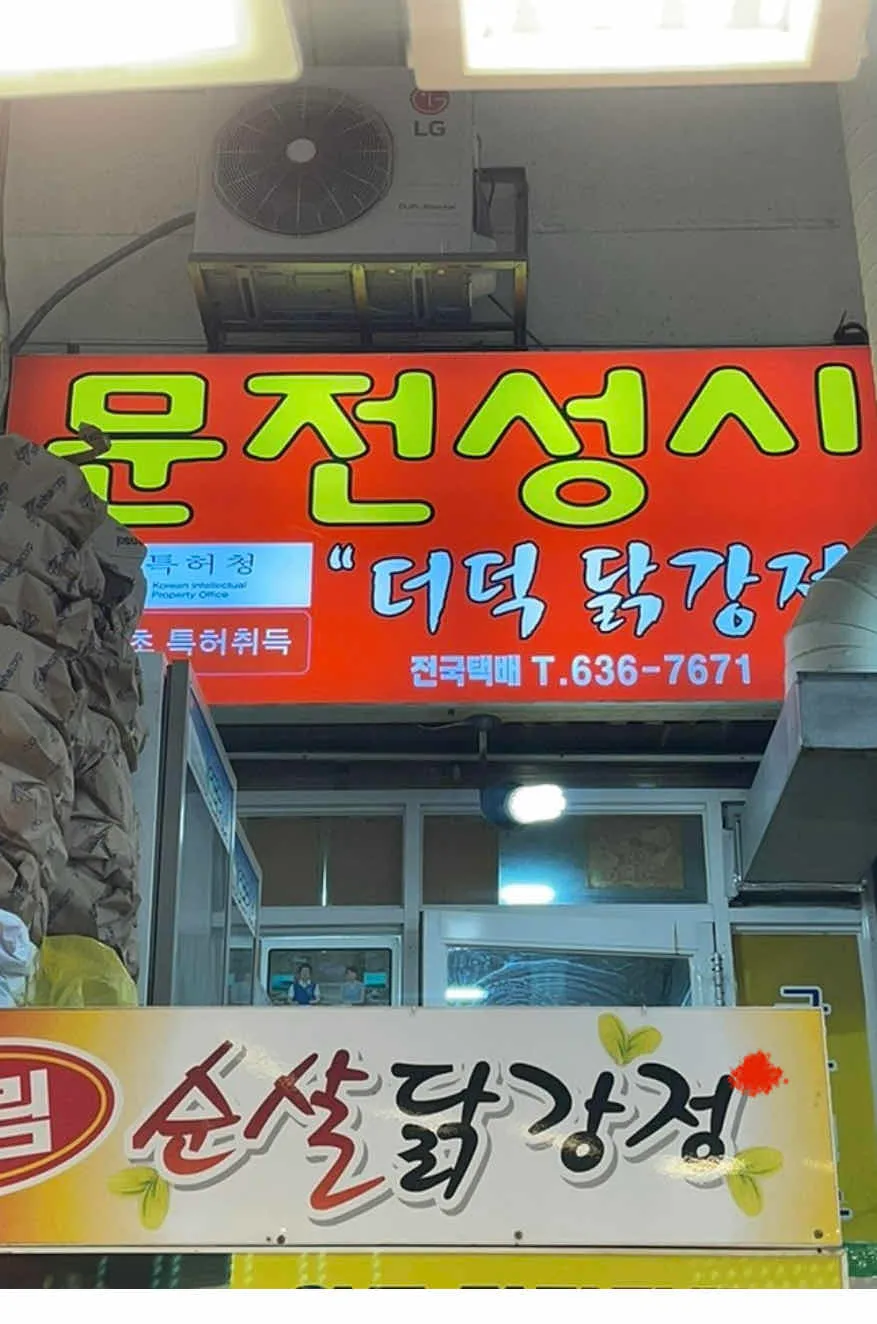 LG
문전성시
특허청
Korean Intellectual
Property Office
"더덕 닭강정
초 특허취득
전국택배 T.636-7671
림
순살닭강정